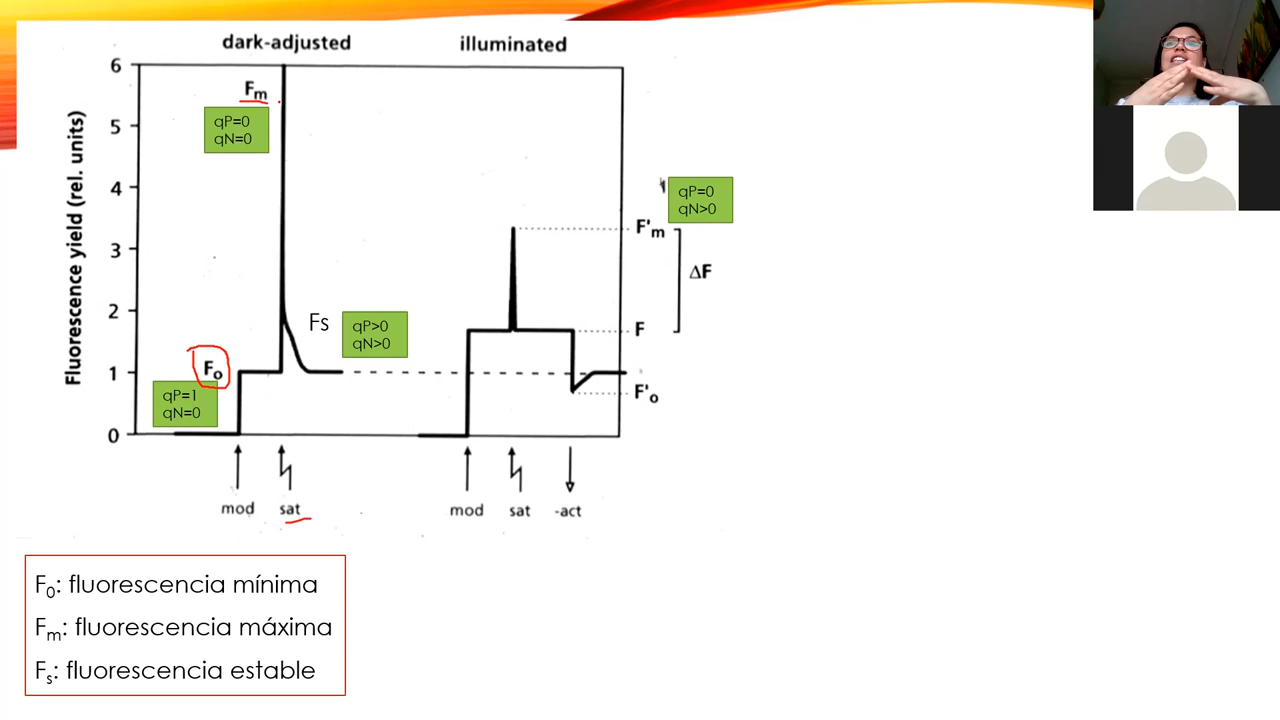 dark-adjusted
illuminated
Fluorescence yield (rel. units)
6
5
4
3
2
1
0
Fm
qP=0
qN=0
Fs
qP>0
qN>0
Fo
qP=1
qN=0
qP=0
qN>0
F'm
ΔF
F
F'o
mod
sat
mod
sat
-act
F0: fluorescencia mínima
Fm: fluorescencia máxima
Fs: fluorescencia estable